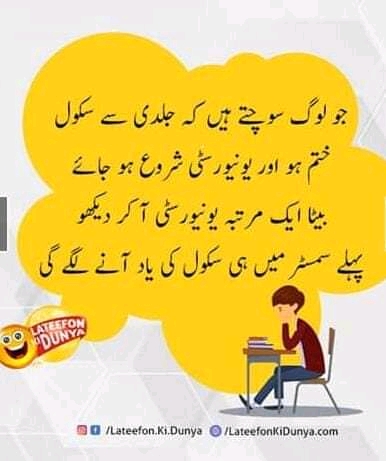 جو لوگ سوچتے ہیں کہ جلدی سے سکول
ختم ہو اور یونیورسٹی شروع ہو جائے
بیٹا ایک مرتبہ یونیورسٹی آ کر دیکھو
پہلے سمسٹر میں ہی سکول کی یاد آنے لگے گی
LATEEFON
KI DUNYA
/Lateefon.Ki.Dunya /LateefonKiDunya.com